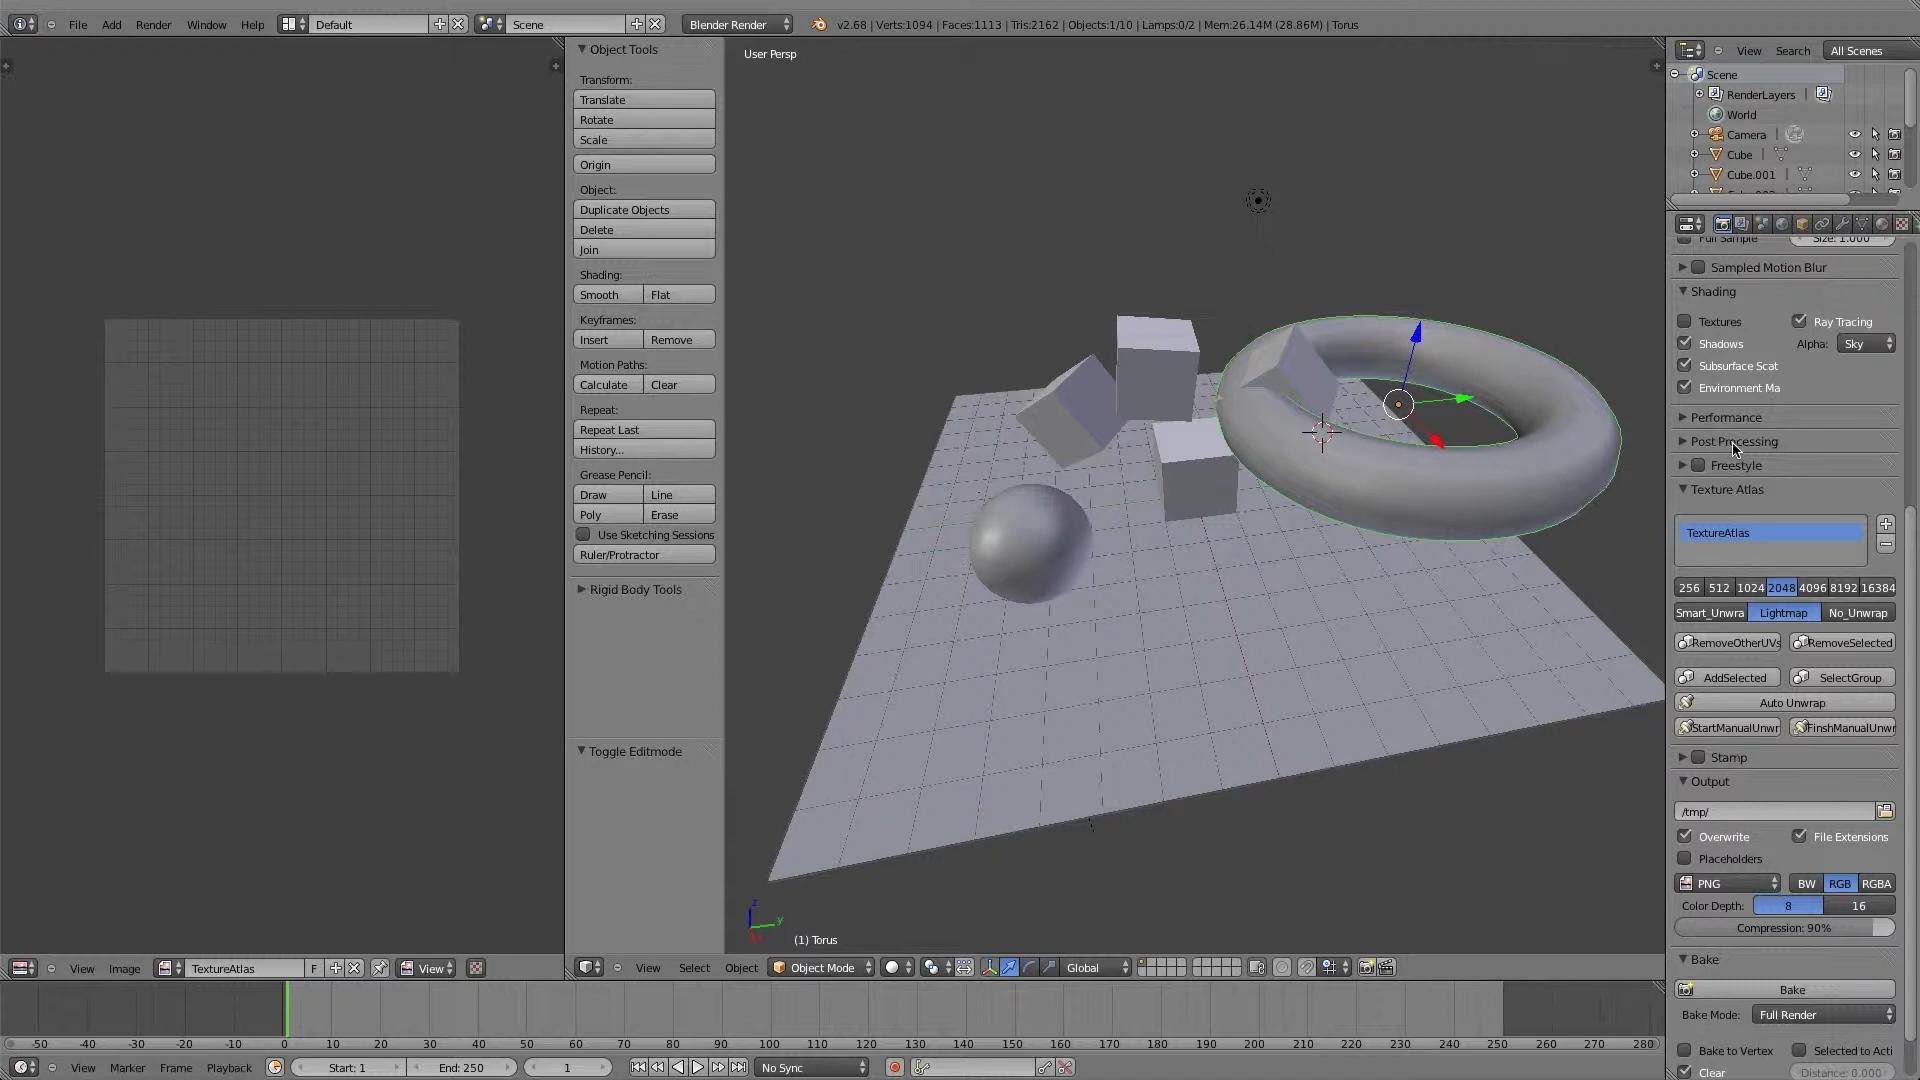 File Add Render Window Help Default Scene Blender Render v2.68 | Verts:1094 | Faces:1113 | Tris:2162 | Objects:1/10 | Lamps:0/2 | Mem:26.14M (28.86M) | Torus
Object Tools
Transform:
Translate
Rotate
Scale
Origin
Object:
Duplicate Objects
Delete
Join
Shading:
Smooth Flat
Keyframes:
Insert Remove
Motion Paths:
Calculate Clear
Repeat:
Repeat Last
History...
Grease Pencil:
Draw Line
Poly Erase
Use Sketching Sessions
Ruler/Protractor
Rigid Body Tools
Toggle Editmode
User Persp
z
y
(1) Torus
View Search All Scenes
Scene
RenderLayers |
World
Camera |
Cube |
Cube.001 |
Full Sample Size: 1.000
Sampled Motion Blur
Shading
Textures Ray Tracing
Shadows Alpha: Sky
Subsurface Scat
Environment Ma
Performance
Post Processing
Freestyle
Texture Atlas
TextureAtlas
256 512 1024 2048 4096 8192 16384
Smart_Unwra Lightmap No_Unwrap
RemoveOtherUVs RemoveSelected
AddSelected SelectGroup
Auto Unwrap
StartManualUnwr FinshManualUnwr
Stamp
Output
/tmp/
Overwrite File Extensions
Placeholders
PNG BW RGB RGBA
Color Depth: 8 16
Compression: 90%
Bake
Bake
Bake Mode: Full Render
Bake to Vertex Selected to Acti
Clear Distance: 0.000
View Image TextureAtlas F View
View Select Object Object Mode Global
-50 -40 -30 -20 -10 0 10 20 30 40 50 60 70 80 90 100 110 120 130 140 150 160 170 180 190 200 210 220 230 240 250 260 270 280
View Marker Frame Playback Start: 1 End: 250 1 No Sync